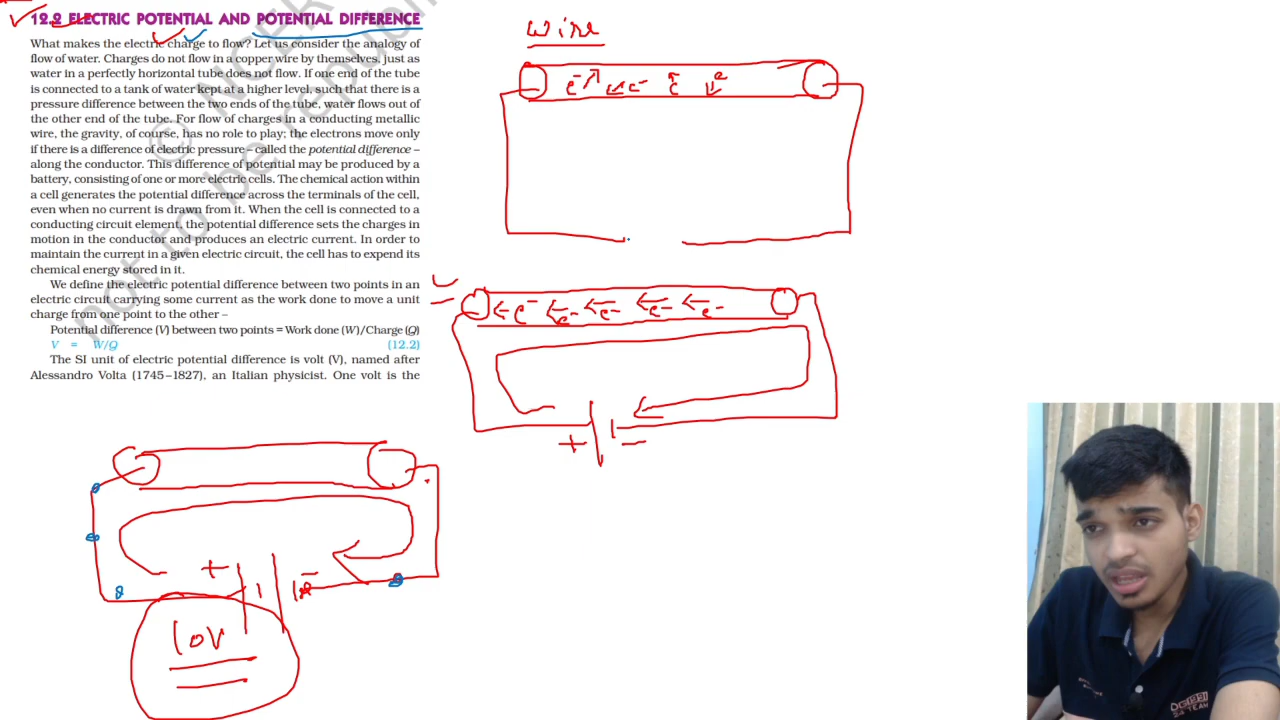 12.2 ELECTRIC POTENTIAL AND POTENTIAL DIFFERENCE
What makes the electric charge to flow? Let us consider the analogy of
flow of water. Charges do not flow in a copper wire by themselves, just as
water in a perfectly horizontal tube does not flow. If one end of the tube
is connected to a tank of water kept at a higher level, such that there is a
pressure difference between the two ends of the tube, water flows out of
the other end of the tube. For flow of charges in a conducting metallic
wire, the gravity, of course, has no role to play; the electrons move only
if there is a difference of electric pressure – called the potential difference –
along the conductor. This difference of potential may be produced by a
battery, consisting of one or more electric cells. The chemical action within
a cell generates the potential difference across the terminals of the cell,
even when no current is drawn from it. When the cell is connected to a
conducting circuit element, the potential difference sets the charges in
motion in the conductor and produces an electric current. In order to
maintain the current in a given electric circuit, the cell has to expend its
chemical energy stored in it.
We define the electric potential difference between two points in an
electric circuit carrying some current as the work done to move a unit
charge from one point to the other –
Potential difference (V) between two points = Work done (W)/Charge (Q)
V = W/Q (12.2)
The SI unit of electric potential difference is volt (V), named after
Alessandro Volta (1745–1827), an Italian physicist. One volt is the
© NCER
not to be republi
wire
e- e- e e
e- e- e- e- e-
+ -
+ -
10V